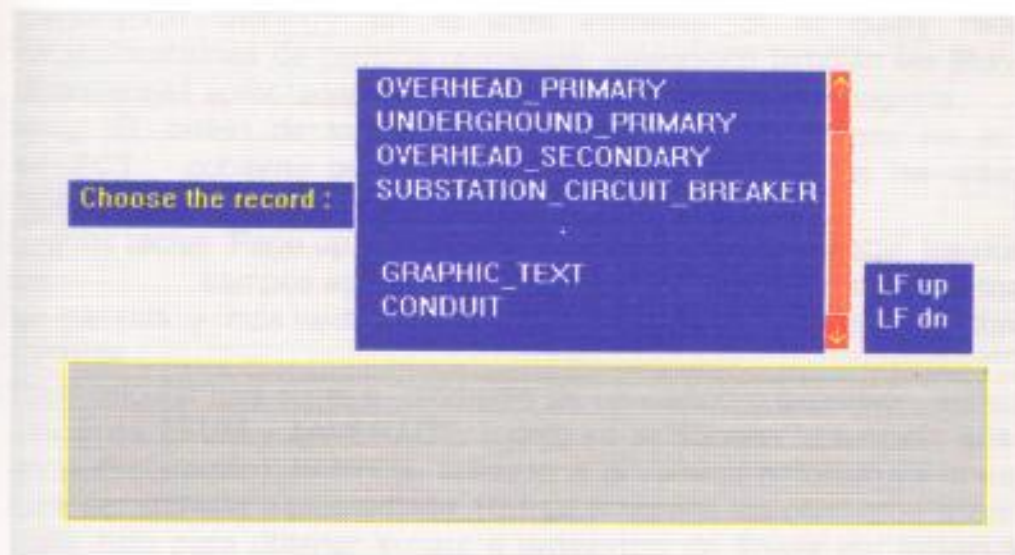 OVERHEAD_PRIMARY
UNDERGROUND_PRIMARY
OVERHEAD_SECONDARY
Choose the record :
SUBSTATION_CIRCUIT_BREAKER
.
GRAPHIC_TEXT
CONDUIT
LF up
LF dn